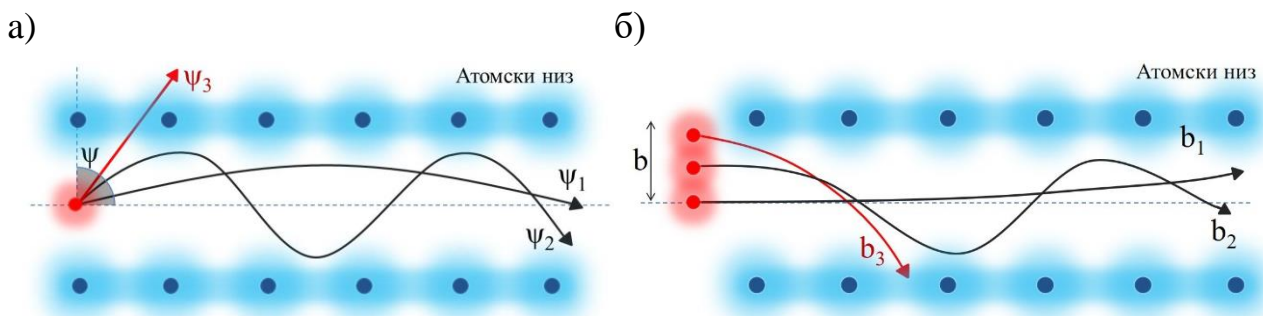 а)
б)
ψ₃
Атомски низ
ψ
ψ₁
ψ₂
Атомски низ
b
b₁
b₂
b₃